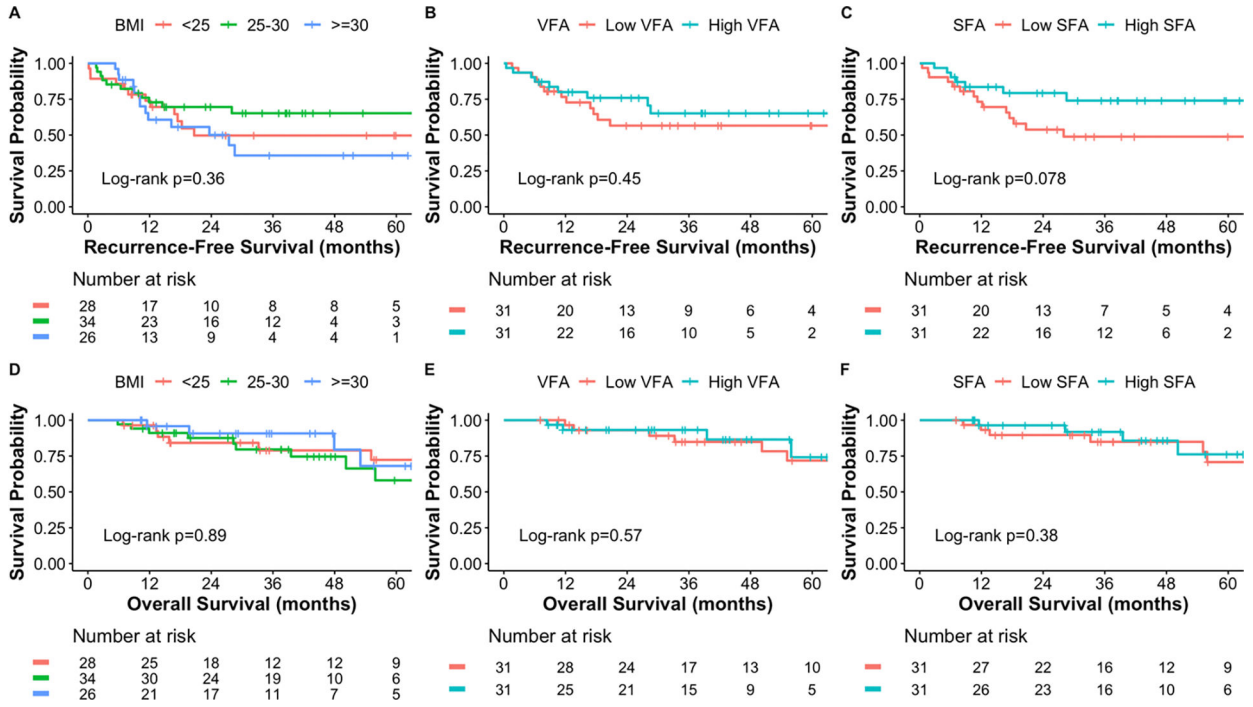 A
BMI <25 25-30 >=30
Survival Probability
1.00
0.75
0.50
0.25
0.00
Log-rank p=0.36
0 12 24 36 48 60
Recurrence-Free Survival (months)
Number at risk
28 17 10 8 8 5
34 23 16 12 4 3
26 13 9 4 4 1
B
VFA Low VFA High VFA
Survival Probability
1.00
0.75
0.50
0.25
0.00
Log-rank p=0.45
0 12 24 36 48 60
Recurrence-Free Survival (months)
Number at risk
31 20 13 9 6 4
31 22 16 10 5 2
C
SFA Low SFA High SFA
Survival Probability
1.00
0.75
0.50
0.25
0.00
Log-rank p=0.078
0 12 24 36 48 60
Recurrence-Free Survival (months)
Number at risk
31 20 13 7 5 4
31 22 16 12 6 2
D
BMI <25 25-30 >=30
Survival Probability
1.00
0.75
0.50
0.25
0.00
Log-rank p=0.89
0 12 24 36 48 60
Overall Survival (months)
Number at risk
28 25 18 12 12 9
34 30 24 19 10 6
26 21 17 11 7 5
E
VFA Low VFA High VFA
Survival Probability
1.00
0.75
0.50
0.25
0.00
Log-rank p=0.57
0 12 24 36 48 60
Overall Survival (months)
Number at risk
31 28 24 17 13 10
31 25 21 15 9 5
F
SFA Low SFA High SFA
Survival Probability
1.00
0.75
0.50
0.25
0.00
Log-rank p=0.38
0 12 24 36 48 60
Overall Survival (months)
Number at risk
31 27 22 16 12 9
31 26 23 16 10 6